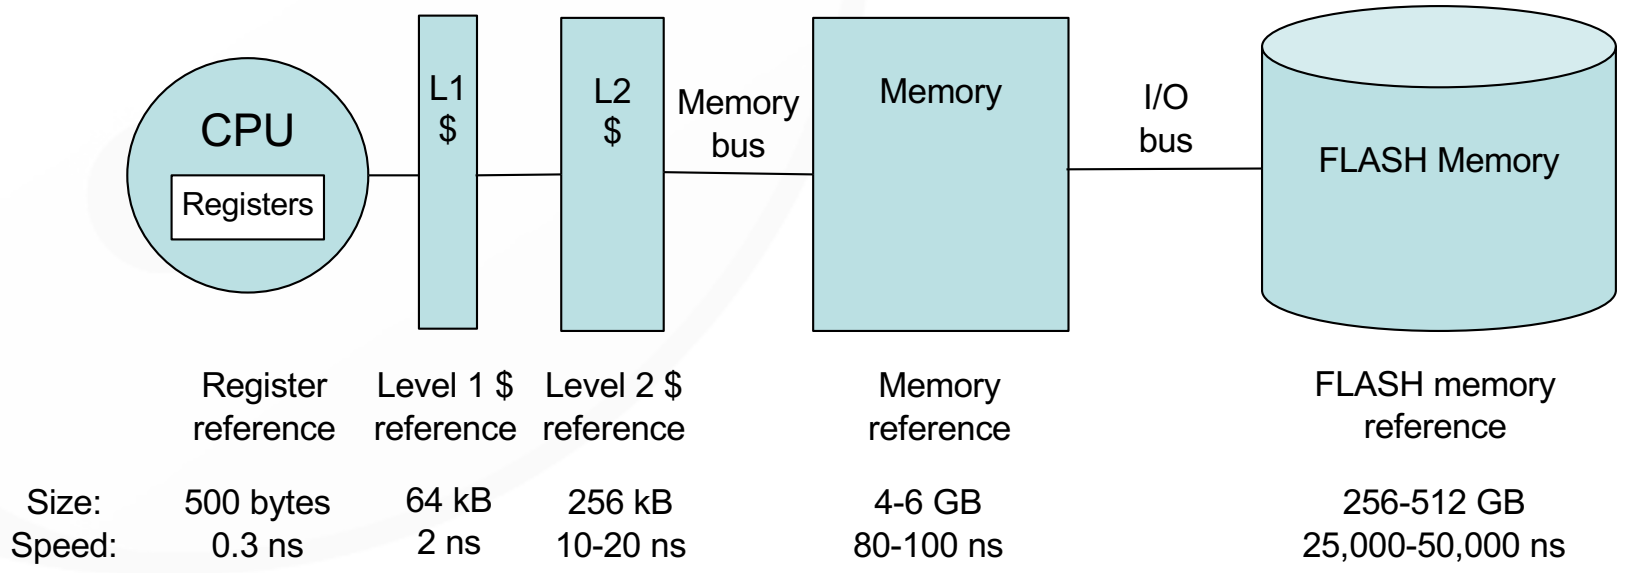 CPU
Registers
L1
$
L2
$
Memory
bus
Memory
I/O
bus
FLASH Memory
Register
reference
Level 1 $
reference
Level 2 $
reference
Memory
reference
FLASH memory
reference
Size: 500 bytes 64 kB 256 kB 4-6 GB 256-512 GB
Speed: 0.3 ns 2 ns 10-20 ns 80-100 ns 25,000-50,000 ns